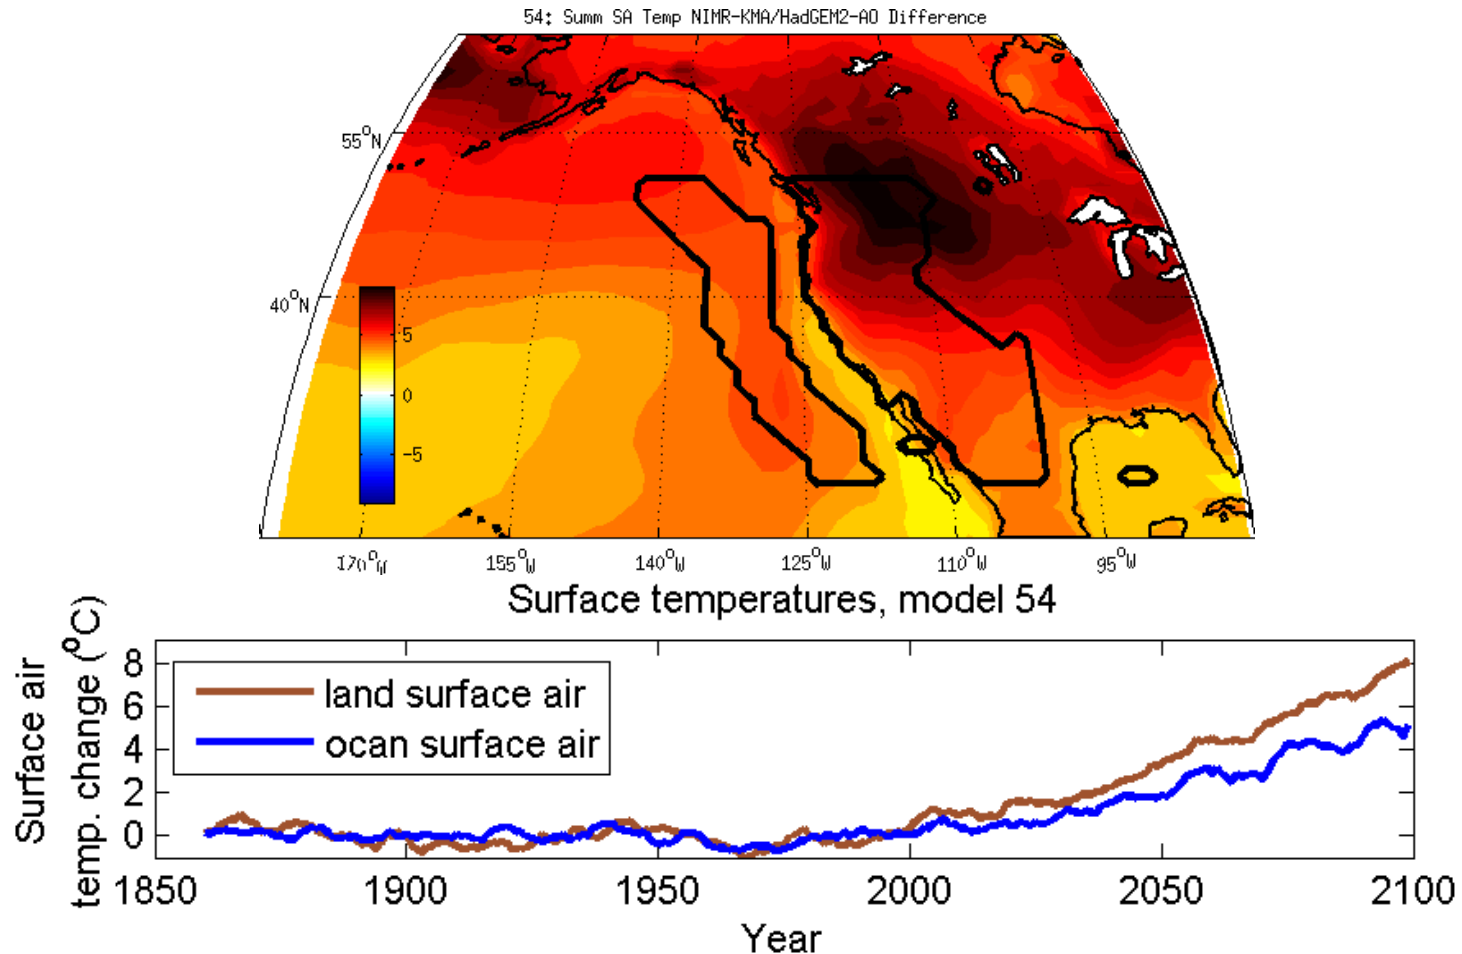 54: Summ SA Temp NIMR-KMA/HadGEM2-AO Difference
55°N
40°N
5
0
-5
170°W 155°W 140°W 125°W 110°W 95°W
Surface temperatures, model 54
Surface air
temp. change (°C)
8
6
4
2
0
land surface air
ocan surface air
1850 1900 1950 2000 2050 2100
Year